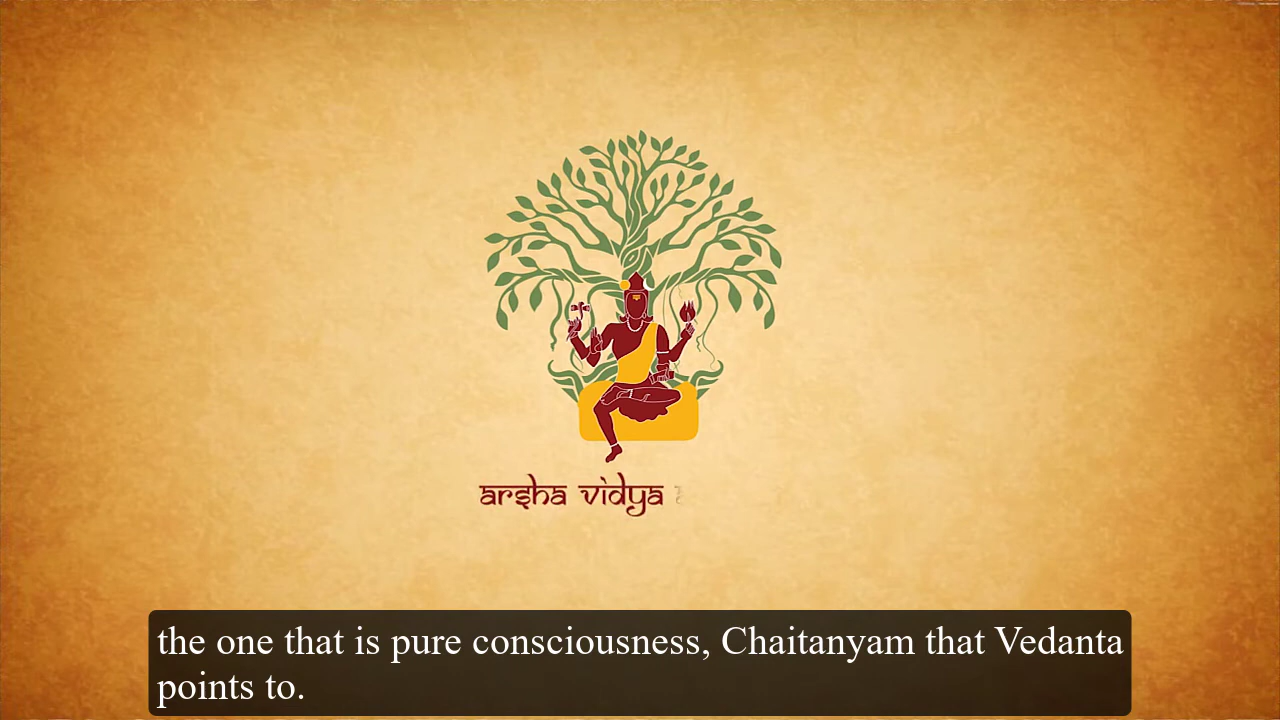 arsha vidya
the one that is pure consciousness, Chaitanyam that Vedanta
points to.